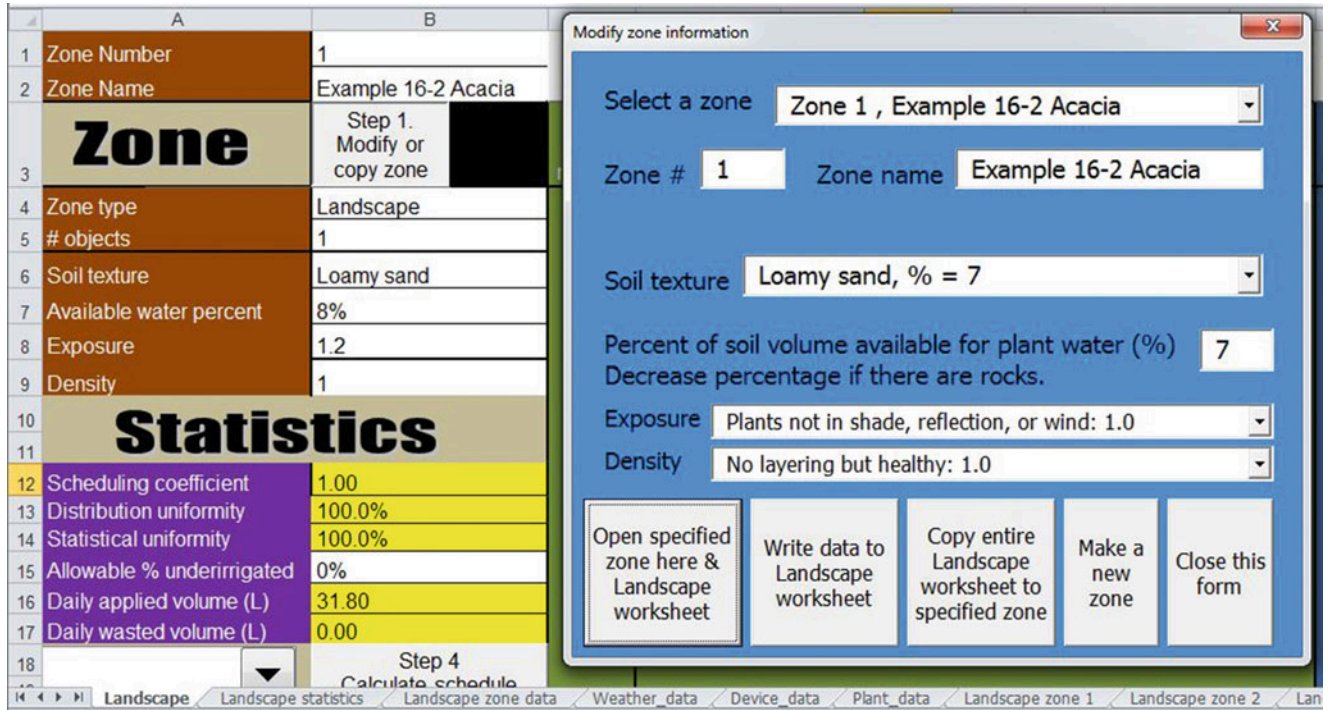 A B
1 Zone Number 1
2 Zone Name Example 16-2 Acacia
3 Zone Step 1.
Modify or
copy zone
4 Zone type Landscape
5 # objects 1
6 Soil texture Loamy sand
7 Available water percent 8%
8 Exposure 1.2
9 Density 1
10
11 Statistics
12 Scheduling coefficient 1.00
13 Distribution uniformity 100.0%
14 Statistical uniformity 100.0%
15 Allowable % underirrigated 0%
16 Daily applied volume (L) 31.80
17 Daily wasted volume (L) 0.00
18 Step 4
Calculate schedule
Modify zone information
Select a zone Zone 1 , Example 16-2 Acacia
Zone # 1 Zone name Example 16-2 Acacia
Soil texture Loamy sand, % = 7
Percent of soil volume available for plant water (%) 7
Decrease percentage if there are rocks.
Exposure Plants not in shade, reflection, or wind: 1.0
Density No layering but healthy: 1.0
Open specified
zone here &
Landscape
worksheet
Write data to
Landscape
worksheet
Copy entire
Landscape
worksheet to
specified zone
Make a
new
zone
Close this
form
Landscape Landscape statistics Landscape zone data Weather_data Device_data Plant_data Landscape zone 1 Landscape zone 2 Lan